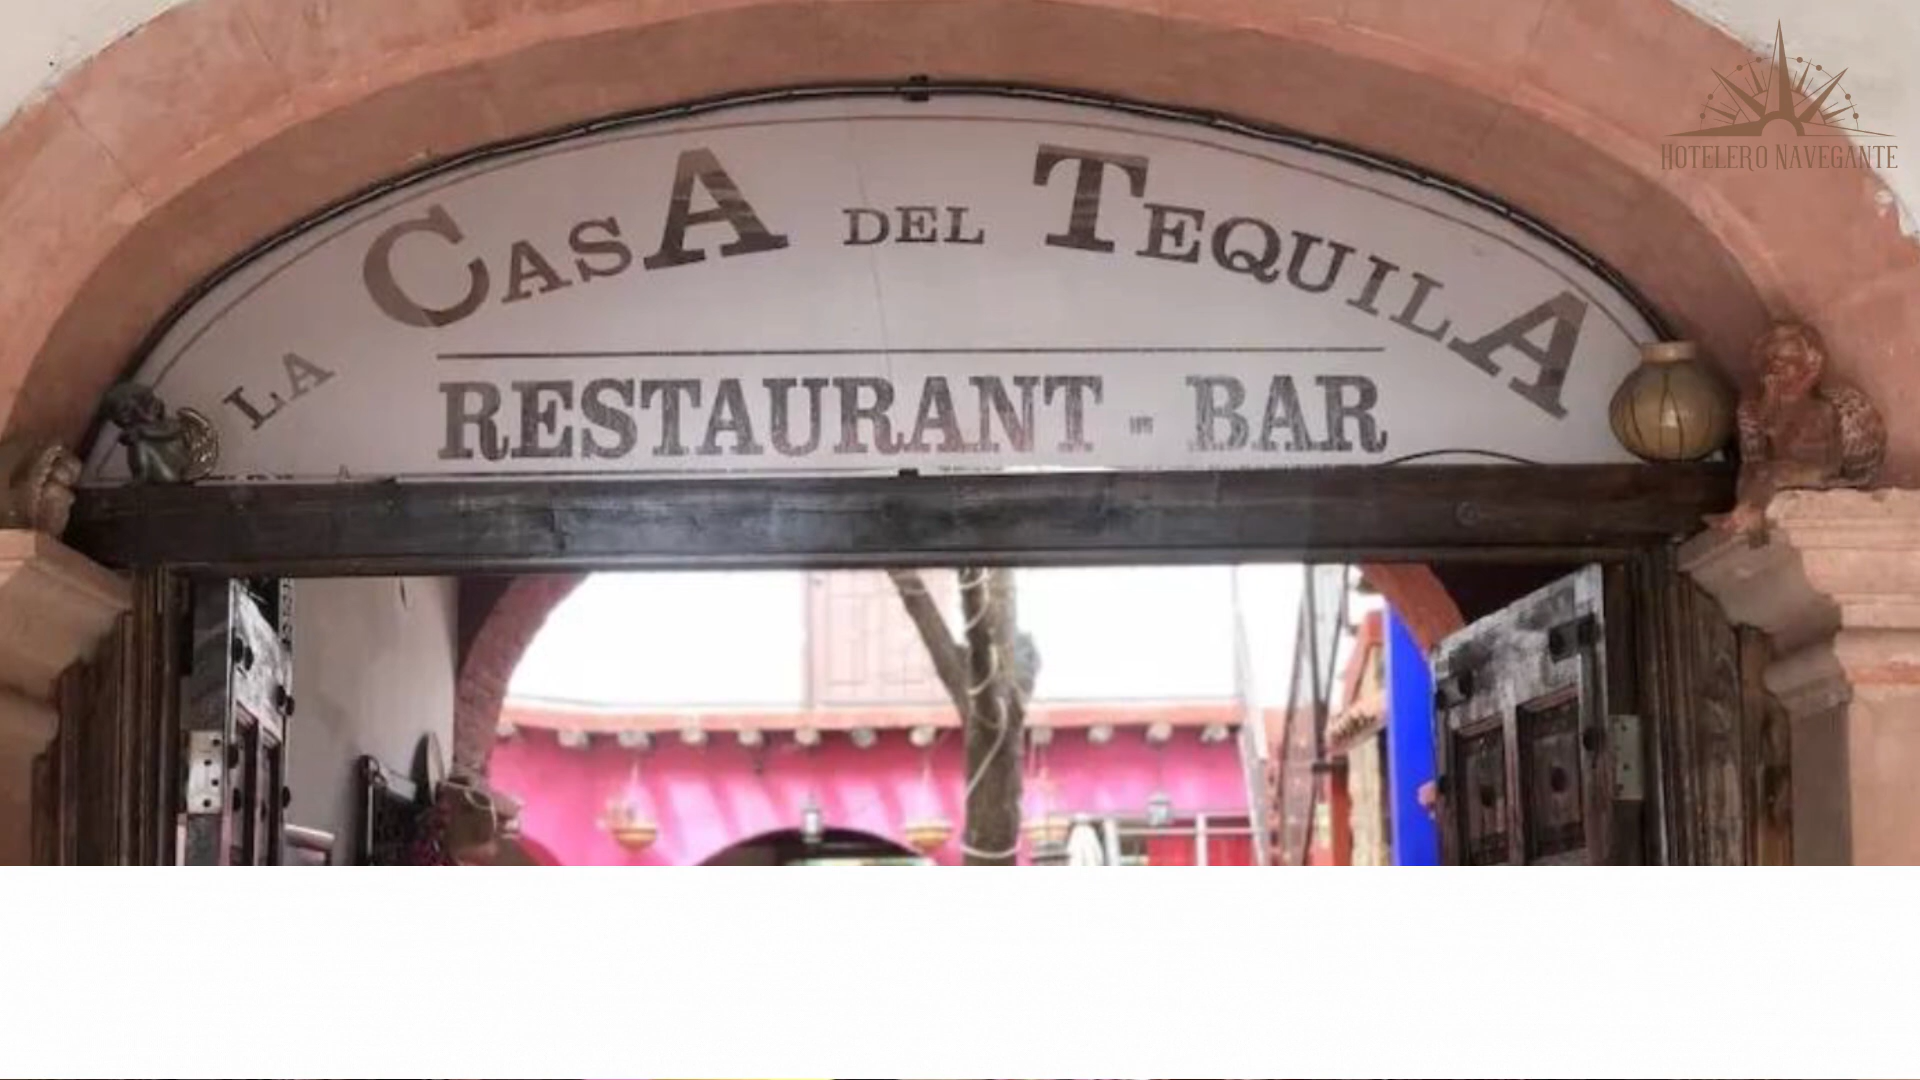 HOTELERO NAVEGANTE
LA CASA DEL TEQUILA
RESTAURANT - BAR